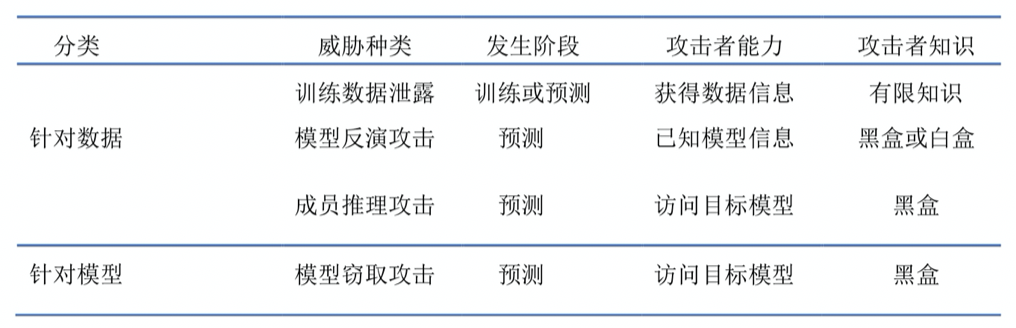 分类 威胁种类 发生阶段 攻击者能力 攻击者知识
训练数据泄露 训练或预测 获得数据信息 有限知识
针对数据 模型反演攻击 预测 已知模型信息 黑盒或白盒
成员推理攻击 预测 访问目标模型 黑盒
针对模型 模型窃取攻击 预测 访问目标模型 黑盒